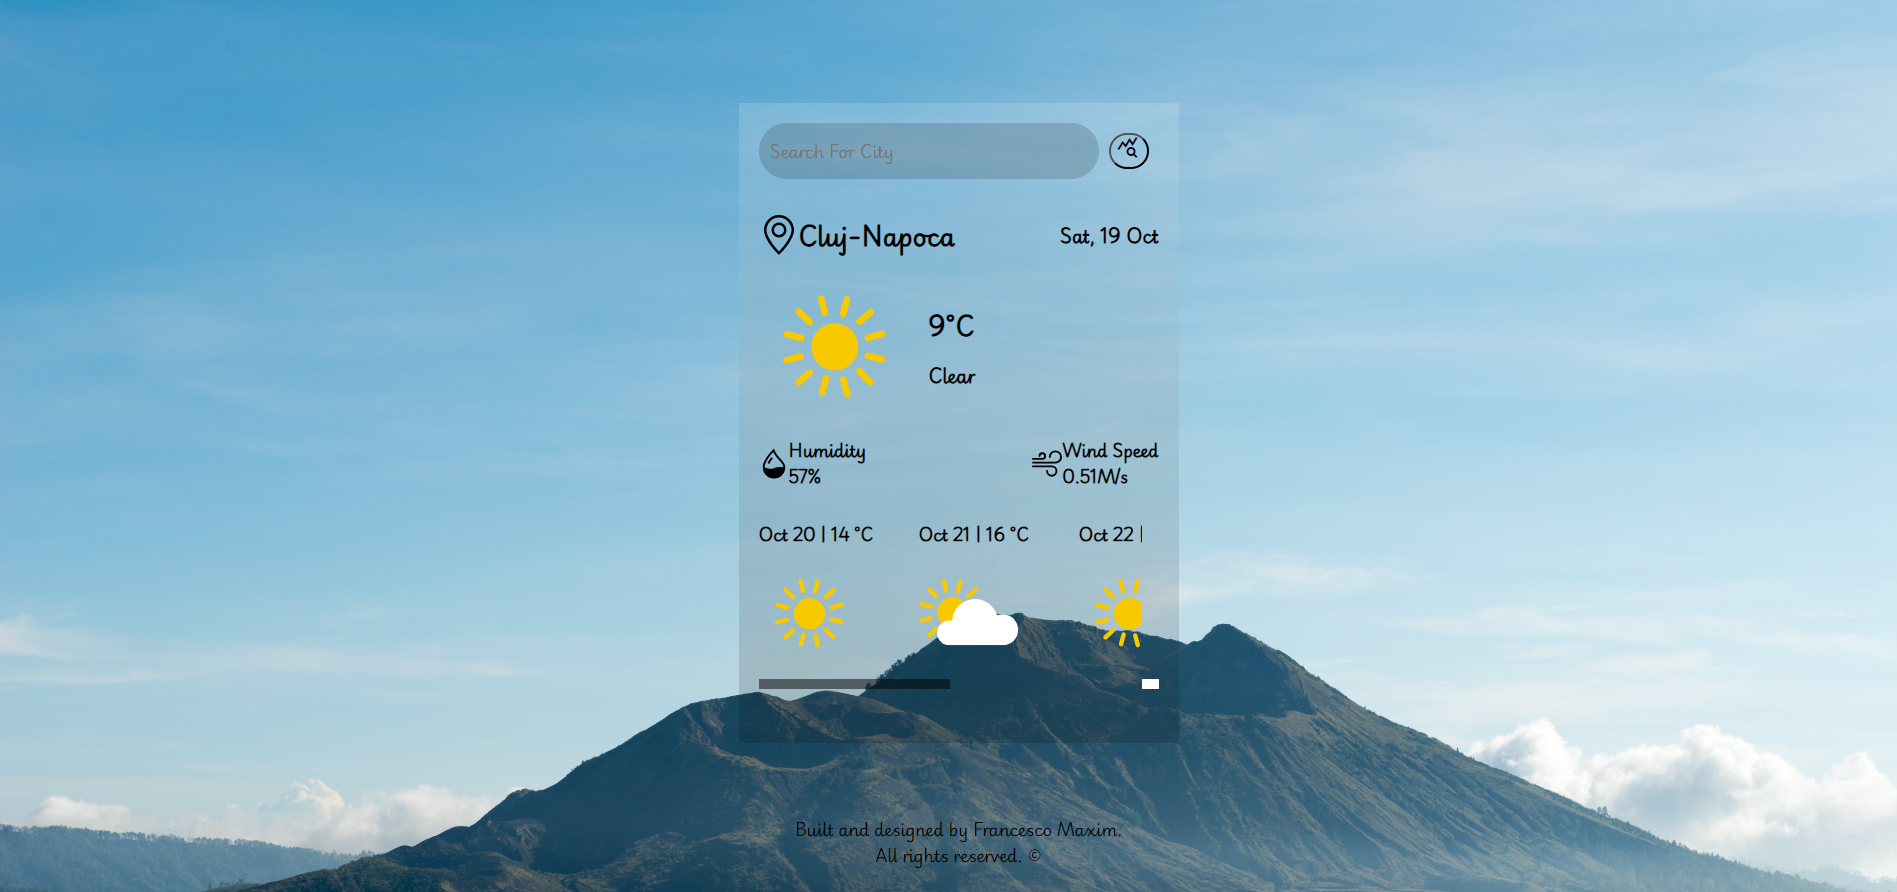 Search For City
Cluj-Napoca
Sat, 19 Oct
9°C
Clear
Humidity
57%
Wind Speed
0.51M/s
Oct 20 | 14 °C
Oct 21 | 16 °C
Oct 22 |
Built and designed by Francesco Maxim.
All rights reserved. ©